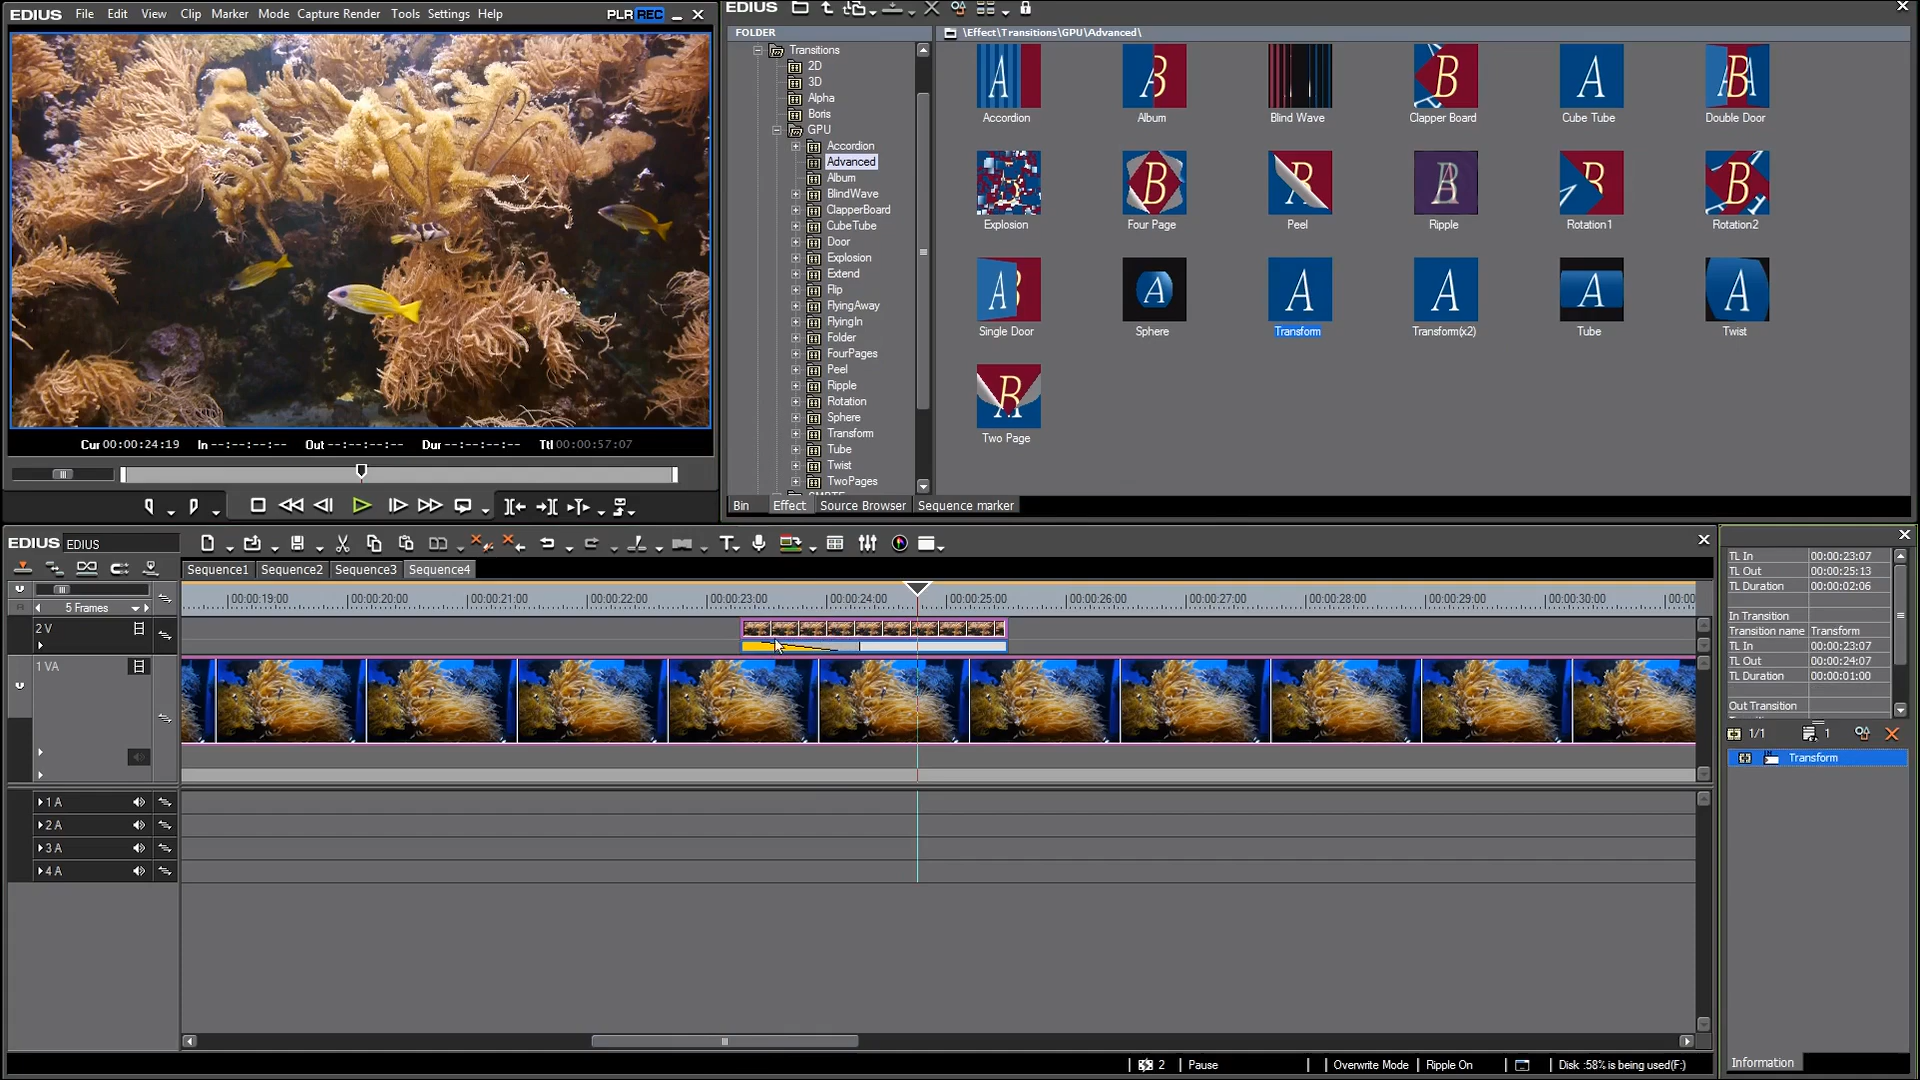 EDIUS File Edit View Clip Marker Mode Capture Render Tools Settings Help PLR REC
Cur 00:00:24:19 In --:--:--:-- Out --:--:--:-- Dur --:--:--:-- Ttl 00:00:57:07
EDIUS
FOLDER
Transitions
2D
3D
Alpha
Boris
GPU
Accordion
Advanced
Album
BlindWave
ClapperBoard
CubeTube
Door
Explosion
Extend
Flip
FlyingAway
FlyingIn
Folder
FourPages
Peel
Ripple
Rotation
Sphere
Transform
Tube
Twist
TwoPages
\Effect\Transitions\GPU\Advanced\
Accordion Album Blind Wave Clapper Board Cube Tube Double Door
Explosion Four Page Peel Ripple Rotation1 Rotation2
Single Door Sphere Transform Transform(x2) Tube Twist
Two Page
Bin Effect Source Browser Sequence marker
EDIUS EDIUS
Sequence1 Sequence2 Sequence3 Sequence4
5 Frames
00:00:19:00 00:00:20:00 00:00:21:00 00:00:22:00 00:00:23:00 00:00:24:00 00:00:25:00 00:00:26:00 00:00:27:00 00:00:28:00 00:00:29:00 00:00:30:00 00:00
2 V
1 VA
1 A
2 A
3 A
4 A
TL In 00:00:23:07
TL Out 00:00:25:13
TL Duration 00:00:02:06
In Transition
Transition name Transform
TL In 00:00:23:07
TL Out 00:00:24:07
TL Duration 00:00:01:00
Out Transition
1/1 1
Transform
Information
2 Pause Overwrite Mode Ripple On Disk :58% is being used(F:)